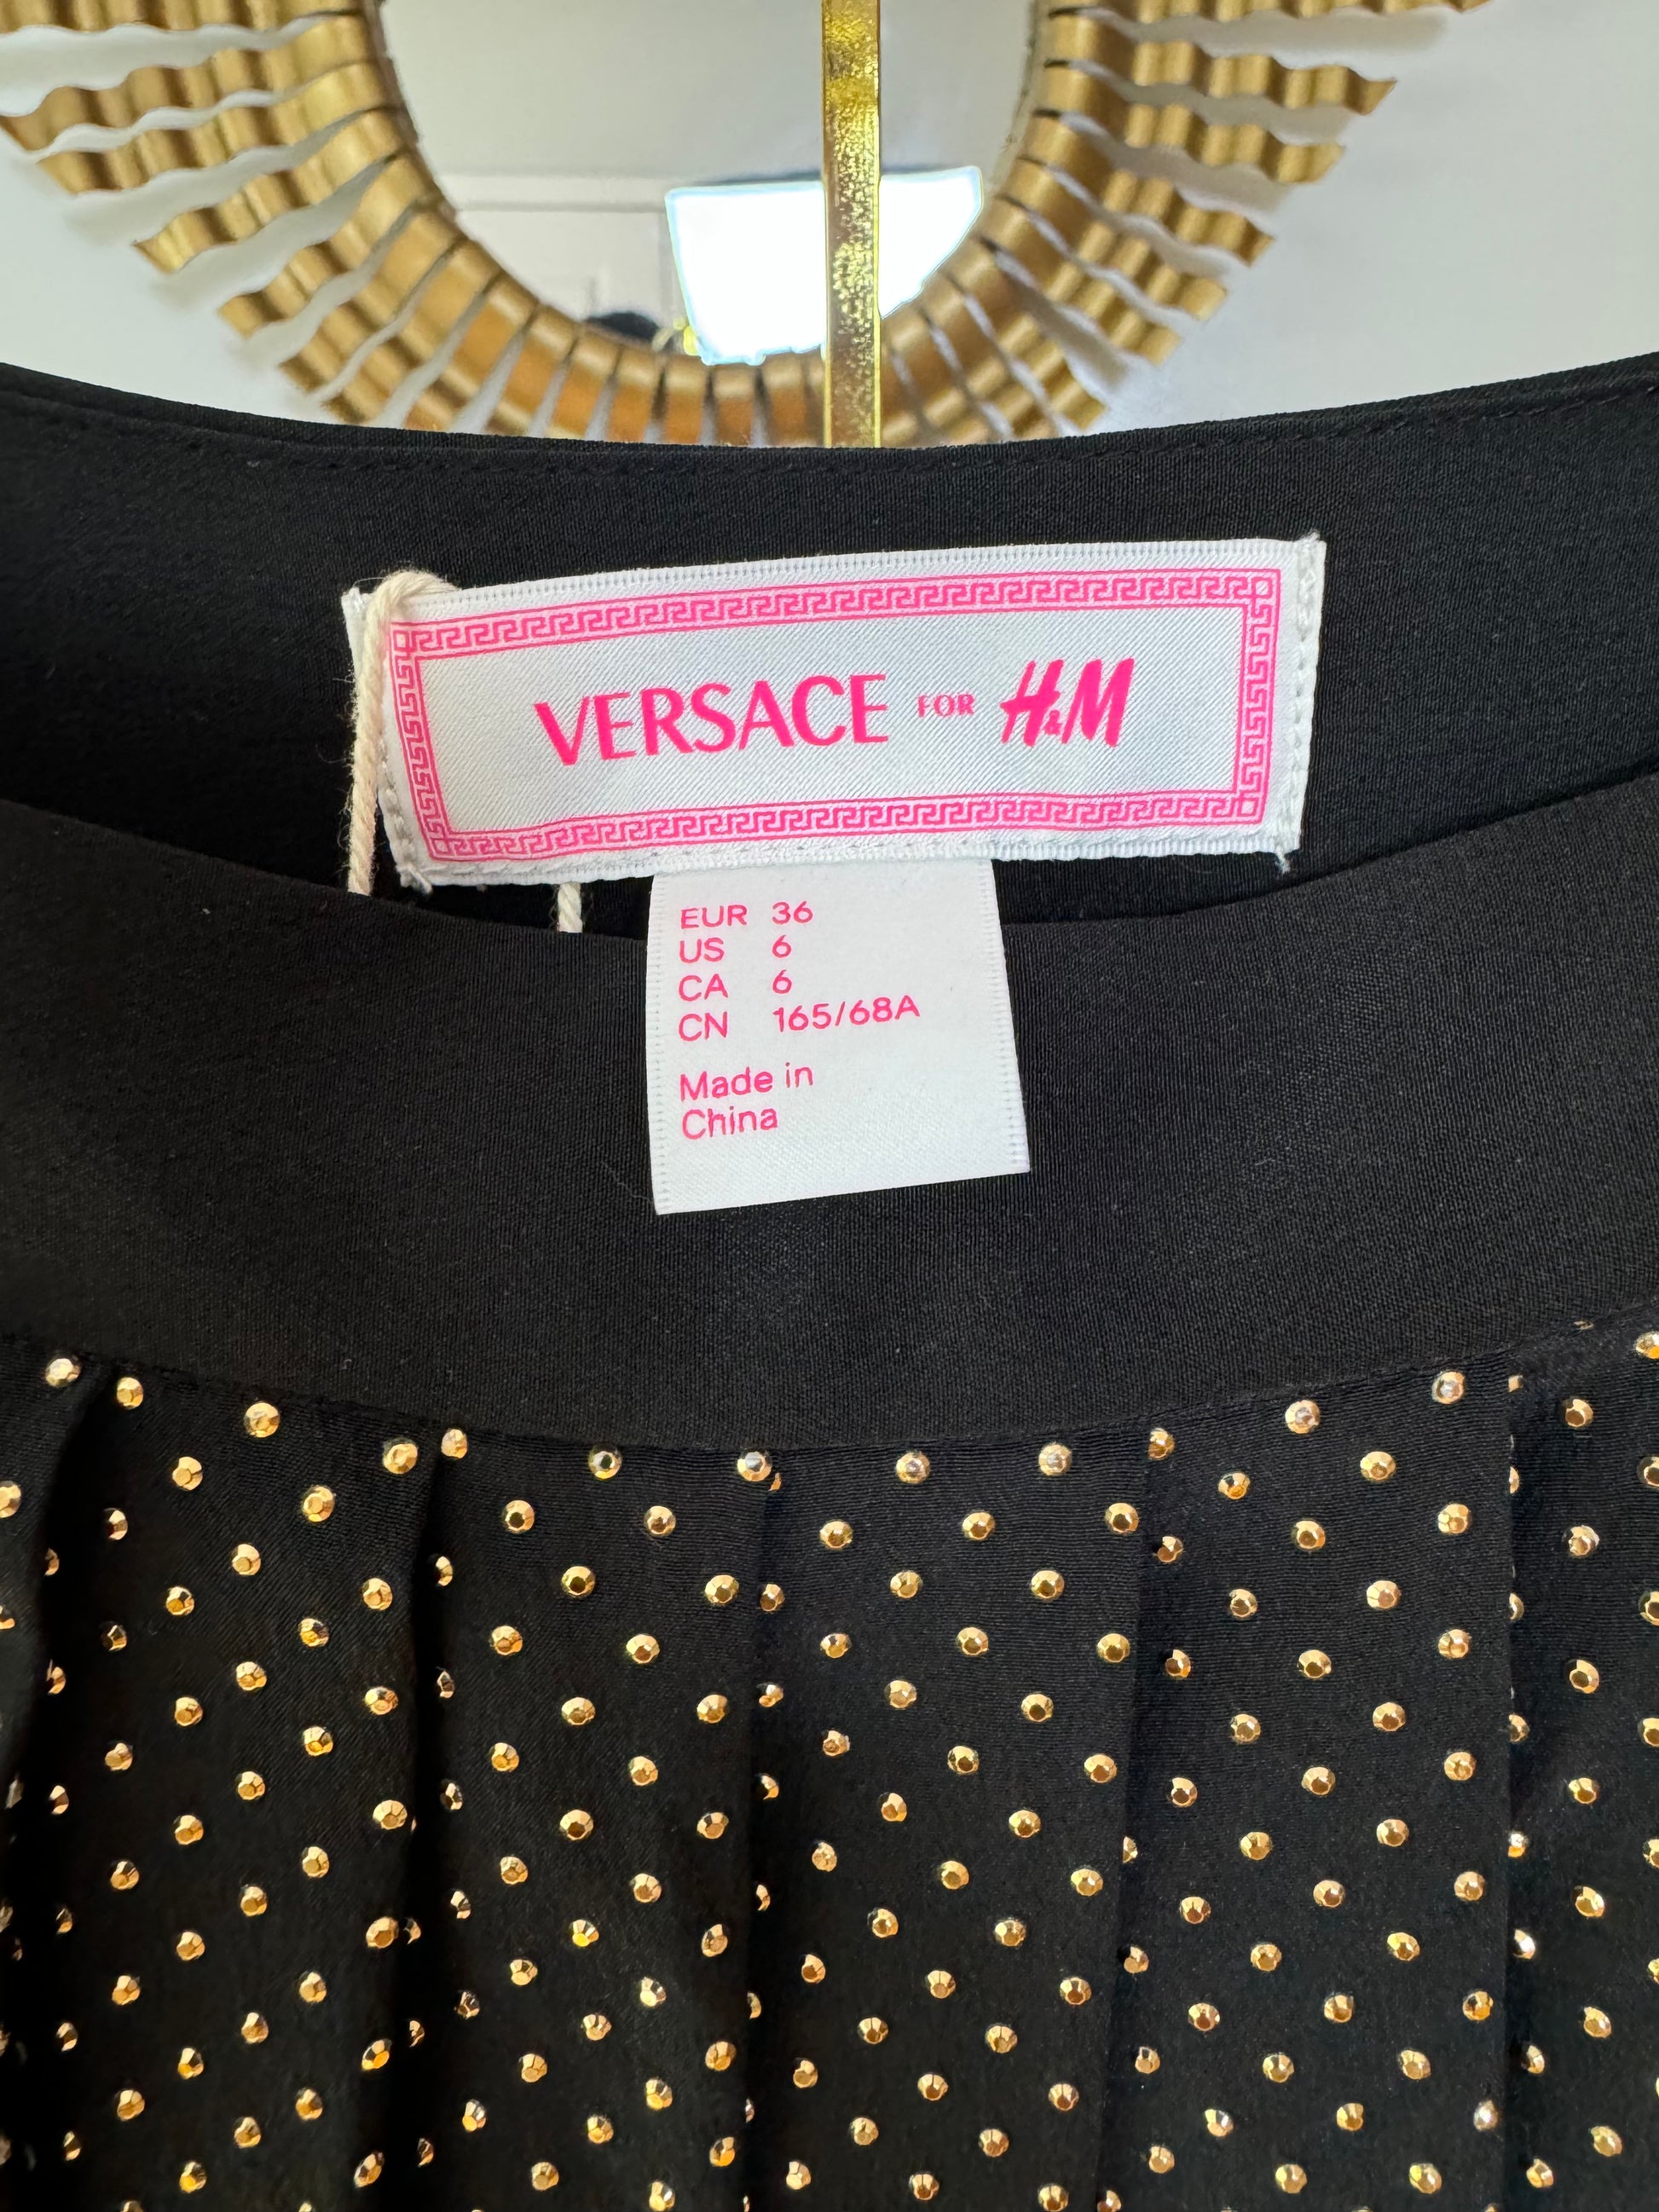 VERSACE FOR H&M
EUR 36
US 6
CA 6
CN 165/68A
Made in
China